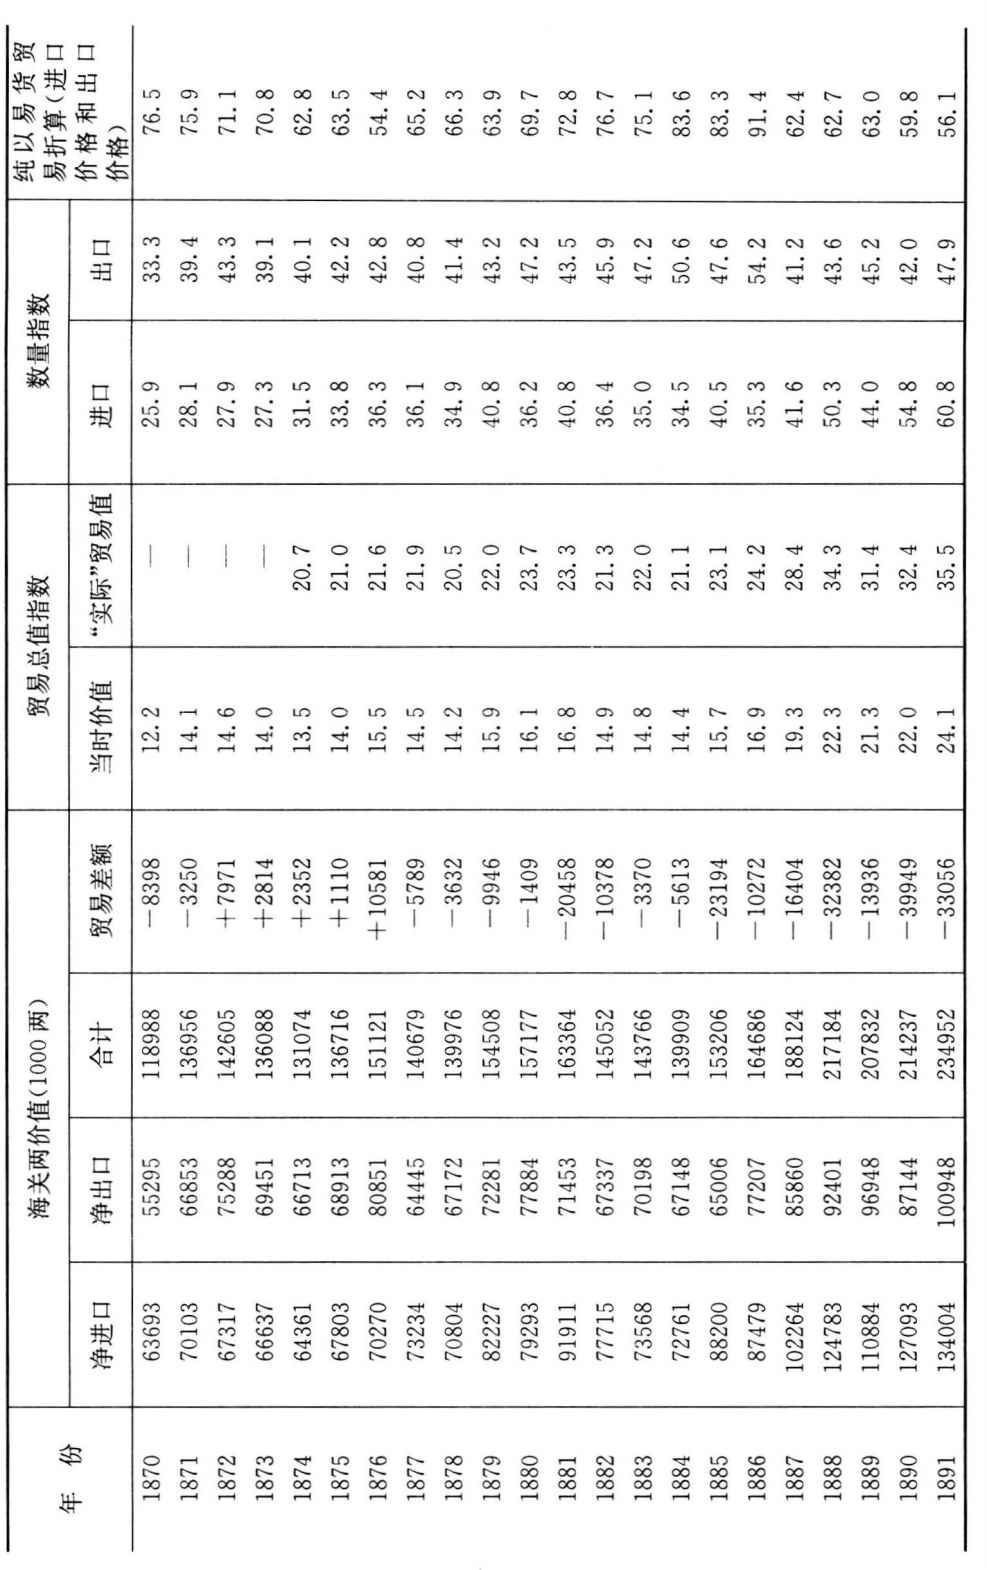 年 份 海关两价值(1000 两) 贸易总值指数 数量指数 纯以易货贸易折算(进口价格和出口价格)
净进口 净出口 合计 贸易差额 当时价值 “实际”贸易值 进口 出口
1870 63693 55295 118988 －8398 12.2 — 25.9 33.3 76.5
1871 70103 66853 136956 －3250 14.1 — 28.1 39.4 75.9
1872 67317 75288 142605 ＋7971 14.6 — 27.9 43.3 71.1
1873 66637 69451 136088 ＋2814 14.0 — 27.3 39.1 70.8
1874 64361 66713 131074 ＋2352 13.5 20.7 31.5 40.1 62.8
1875 67803 68913 136716 ＋1110 14.0 21.0 33.8 42.2 63.5
1876 70270 80851 151121 ＋10581 15.5 21.6 36.3 42.8 54.4
1877 73234 64445 140679 －5789 14.5 21.9 36.1 40.8 65.2
1878 70804 67172 139976 －3632 14.2 20.5 34.9 41.4 66.3
1879 82227 72281 154508 －9946 15.9 22.0 40.8 43.2 63.9
1880 79293 77884 157177 －1409 16.1 23.7 36.2 47.2 69.7
1881 91911 71453 163364 －20458 16.8 23.3 40.8 43.5 72.8
1882 77715 67337 145052 －10378 14.9 21.3 36.4 45.9 76.7
1883 73568 70198 143766 －3370 14.8 22.0 35.0 47.2 75.1
1884 72761 67148 139909 －5613 14.4 21.1 34.5 50.6 83.6
1885 88200 65006 153206 －23194 15.7 23.1 40.5 47.6 83.3
1886 87479 77207 164686 －10272 16.9 24.2 35.3 54.2 91.4
1887 102264 85860 188124 －16404 19.3 28.4 41.6 41.2 62.4
1888 124783 92401 217184 －32382 22.3 34.3 50.3 43.6 62.7
1889 110884 96948 207832 －13936 21.3 31.4 44.0 45.2 63.0
1890 127093 87144 214237 －39949 22.0 32.4 54.8 42.0 59.8
1891 134004 100948 234952 －33056 24.1 35.5 60.8 47.9 56.1